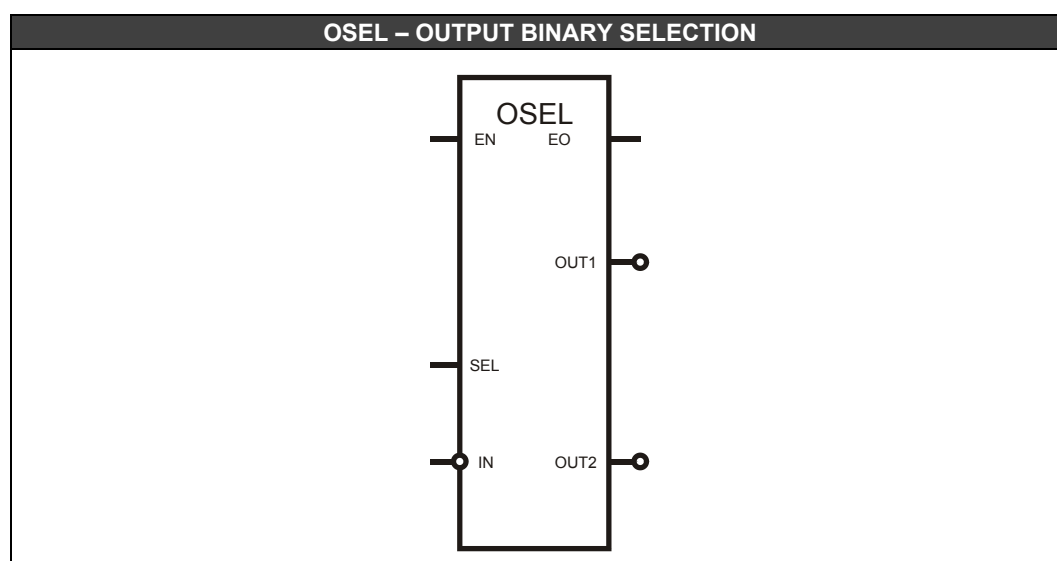 OSEL – OUTPUT BINARY SELECTION
OSEL
EN EO
OUT1
SEL
IN OUT2